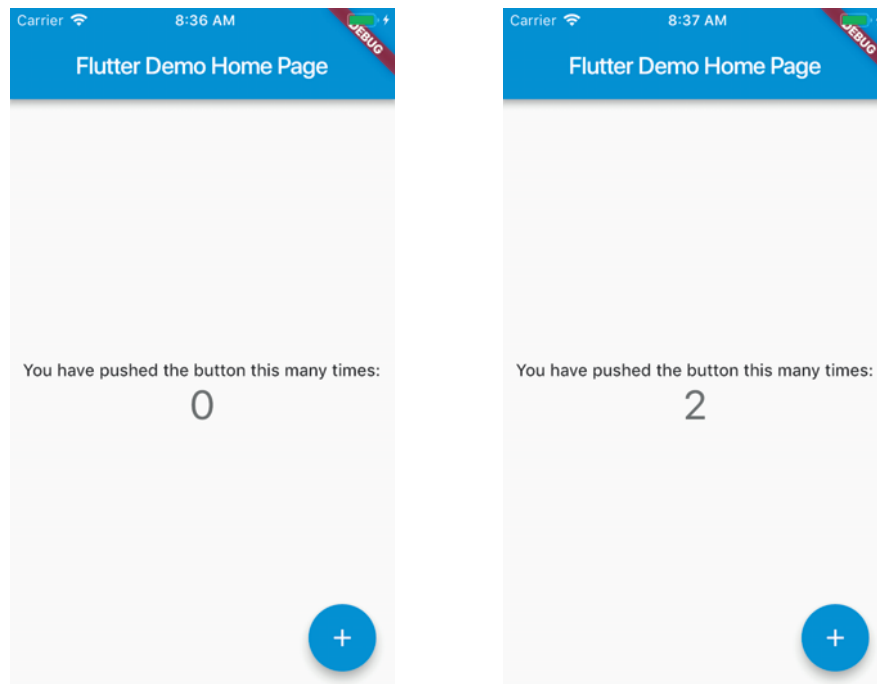 Carrier 8:36 AM
DEBUG
Flutter Demo Home Page
You have pushed the button this many times:
0
+
Carrier 8:37 AM
DEBUG
Flutter Demo Home Page
You have pushed the button this many times:
2
+